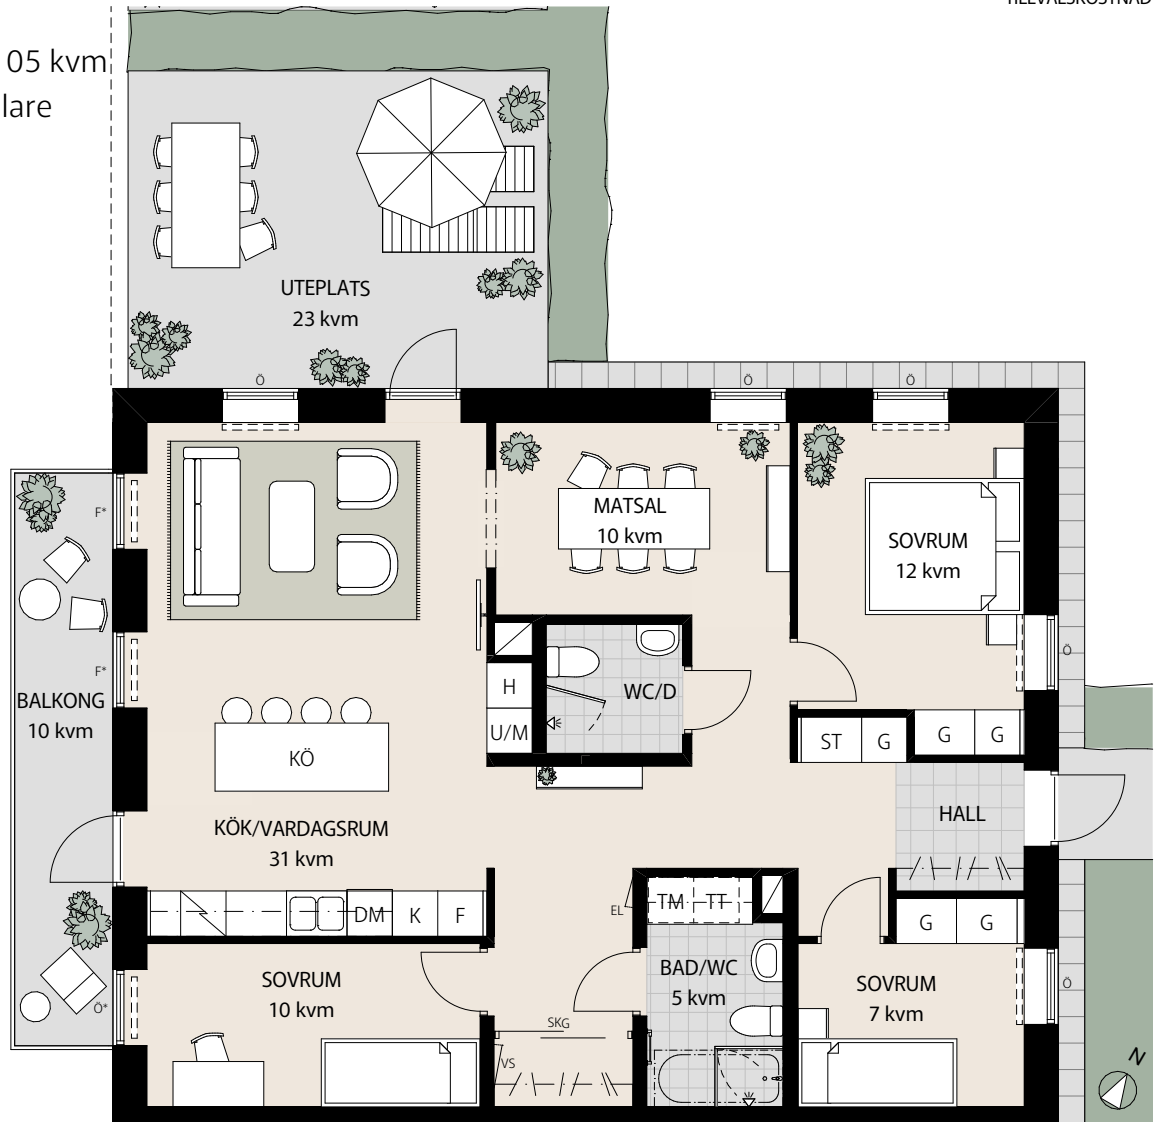 05 kvm
lare
UTEPLATS
23 kvm
Ö
Ö
Ö
F*
MATSAL
10 kvm
SOVRUM
12 kvm
F*
Ö
BALKONG
10 kvm
H
WC/D
U/M
ST
G
G
G
KÖ
HALL
KÖK/VARDAGSRUM
31 kvm
DM
K
F
EL
TM
TT
G
G
SOVRUM
10 kvm
BAD/WC
5 kvm
SOVRUM
7 kvm
Ö
Ö*
SKG
VS
N